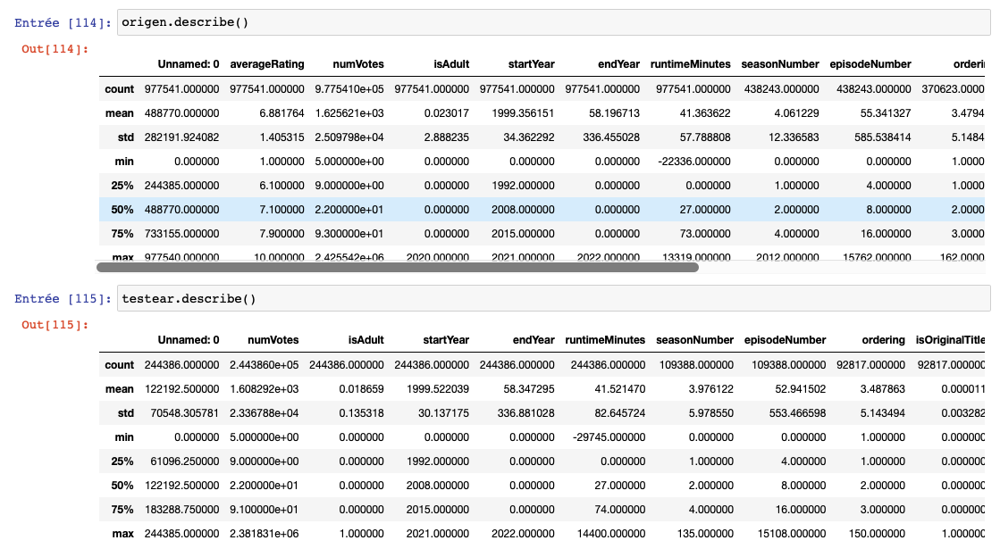 Entrée [114]: origen.describe()
Out[114]:
Unnamed: 0 averageRating numVotes isAdult startYear endYear runtimeMinutes seasonNumber episodeNumber orderi
count 977541.000000 977541.000000 9.775410e+05 977541.000000 977541.000000 977541.000000 977541.000000 438243.000000 438243.000000 370623.0000
mean 488770.000000 6.881764 1.625621e+03 0.023017 1999.356151 58.196713 41.363622 4.061229 55.341327 3.4794
std 282191.924082 1.405315 2.509798e+04 2.888235 34.362292 336.455028 57.788808 12.336583 585.538414 5.1484
min 0.000000 1.000000 5.000000e+00 0.000000 0.000000 0.000000 -22336.000000 0.000000 0.000000 1.0000
25% 244385.000000 6.100000 9.000000e+00 0.000000 1992.000000 0.000000 0.000000 1.000000 4.000000 1.0000
50% 488770.000000 7.100000 2.200000e+01 0.000000 2008.000000 0.000000 27.000000 2.000000 8.000000 2.0000
75% 733155.000000 7.900000 9.300000e+01 0.000000 2015.000000 0.000000 73.000000 4.000000 16.000000 3.0000
max 977540.000000 10.000000 2.425542e+06 2020.000000 2021.000000 2022.000000 13319.000000 2012.000000 15762.000000 162.0000
Entrée [115]: testear.describe()
Out[115]:
Unnamed: 0 numVotes isAdult startYear endYear runtimeMinutes seasonNumber episodeNumber ordering isOriginalTitle
count 244386.000000 2.443860e+05 244386.000000 244386.000000 244386.000000 244386.000000 109388.000000 109388.000000 92817.000000 92817.000000
mean 122192.500000 1.608292e+03 0.018659 1999.522039 58.347295 41.521470 3.976122 52.941502 3.487863 0.000011
std 70548.305781 2.336788e+04 0.135318 30.137175 336.881028 82.645724 5.978550 553.466598 5.143494 0.003282
min 0.000000 5.000000e+00 0.000000 0.000000 0.000000 -29745.000000 0.000000 0.000000 1.000000 0.000000
25% 61096.250000 9.000000e+00 0.000000 1992.000000 0.000000 0.000000 1.000000 4.000000 1.000000 0.000000
50% 122192.500000 2.200000e+01 0.000000 2008.000000 0.000000 27.000000 2.000000 8.000000 2.000000 0.000000
75% 183288.750000 9.100000e+01 0.000000 2015.000000 0.000000 74.000000 4.000000 16.000000 3.000000 0.000000
max 244385.000000 2.381831e+06 1.000000 2021.000000 2022.000000 14400.000000 135.000000 15108.000000 150.000000 1.000000